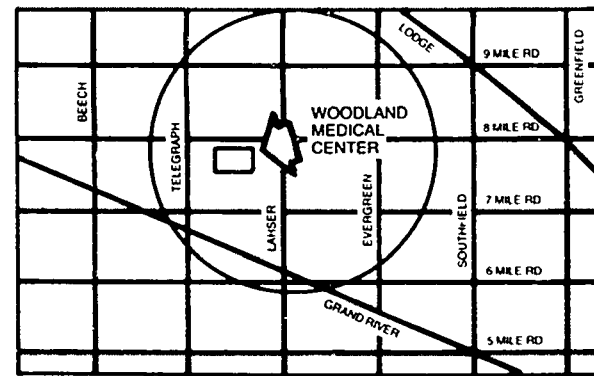 LODGE
9 MILE RD
GREENFIELD
BEECH
WOODLAND
MEDICAL
CENTER
8 MILE RD
TELEGRAPH
LAHSER
EVERGREEN
SOUTHFIELD
7 MILE RD
6 MILE RD
GRAND RIVER
5 MILE RD